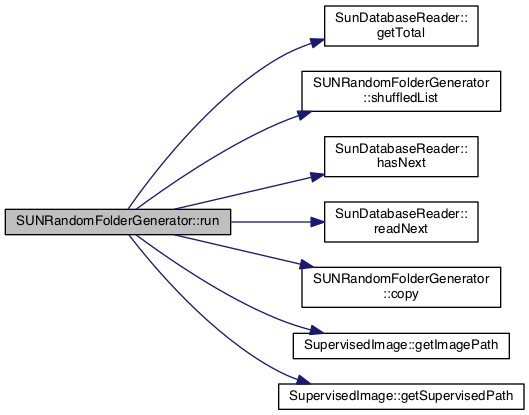 SunDatabaseReader::
getTotal
SUNRandomFolderGenerator
::shuffledList
SunDatabaseReader::
hasNext
SUNRandomFolderGenerator::run
SunDatabaseReader::
readNext
SUNRandomFolderGenerator
::copy
SupervisedImage::getImagePath
SupervisedImage::getSupervisedPath